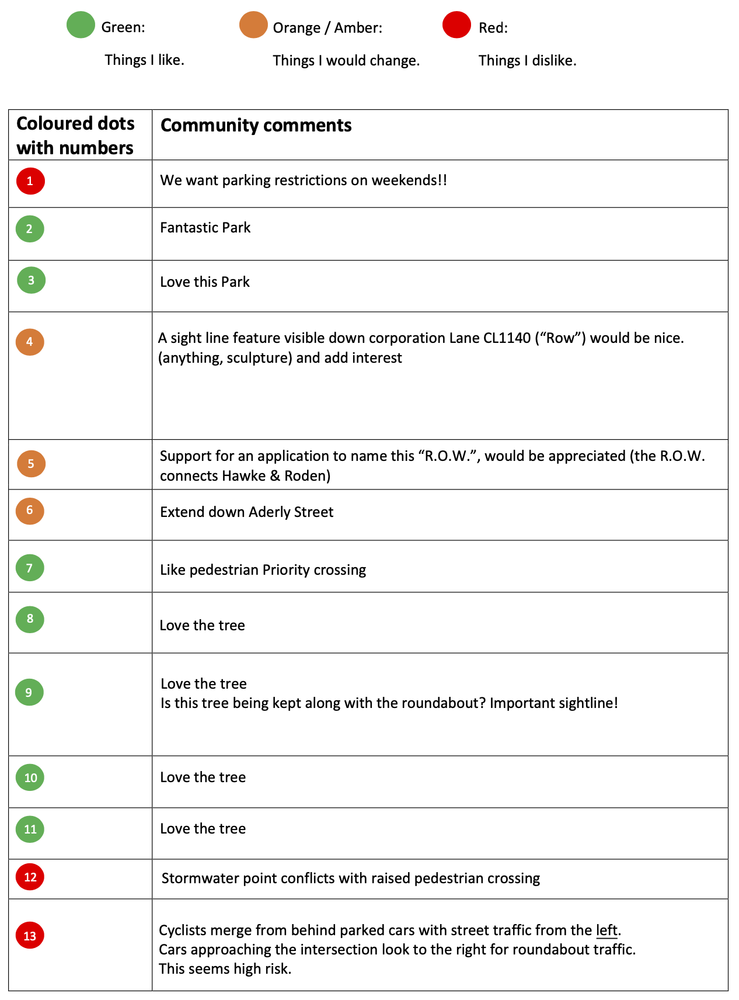 Green:
Orange / Amber:
Red:
Things I like.
Things I would change.
Things I dislike.
Coloured dots
with numbers
Community comments
1
We want parking restrictions on weekends!!
2
Fantastic Park
3
Love this Park
4
A sight line feature visible down corporation Lane CL1140 (“Row”) would be nice.
(anything, sculpture) and add interest
5
Support for an application to name this “R.O.W.”, would be appreciated (the R.O.W.
connects Hawke & Roden)
6
Extend down Aderly Street
7
Like pedestrian Priority crossing
8
Love the tree
9
Love the tree
Is this tree being kept along with the roundabout? Important sightline!
10
Love the tree
11
Love the tree
12
Stormwater point conflicts with raised pedestrian crossing
13
Cyclists merge from behind parked cars with street traffic from the left.
Cars approaching the intersection look to the right for roundabout traffic.
This seems high risk.